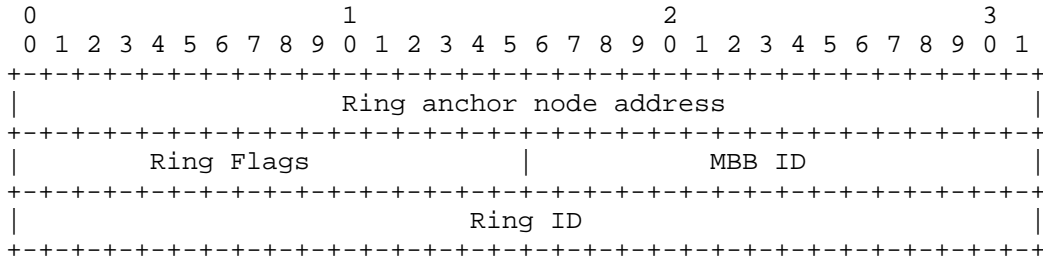 0                   1                   2                   3
 0 1 2 3 4 5 6 7 8 9 0 1 2 3 4 5 6 7 8 9 0 1 2 3 4 5 6 7 8 9 0 1
+-+-+-+-+-+-+-+-+-+-+-+-+-+-+-+-+-+-+-+-+-+-+-+-+-+-+-+-+-+-+-+-+
|                    Ring anchor node address                   |
+-+-+-+-+-+-+-+-+-+-+-+-+-+-+-+-+-+-+-+-+-+-+-+-+-+-+-+-+-+-+-+-+
|        Ring Flags             |           MBB ID              |
+-+-+-+-+-+-+-+-+-+-+-+-+-+-+-+-+-+-+-+-+-+-+-+-+-+-+-+-+-+-+-+-+
|                            Ring ID                            |
+-+-+-+-+-+-+-+-+-+-+-+-+-+-+-+-+-+-+-+-+-+-+-+-+-+-+-+-+-+-+-+-+